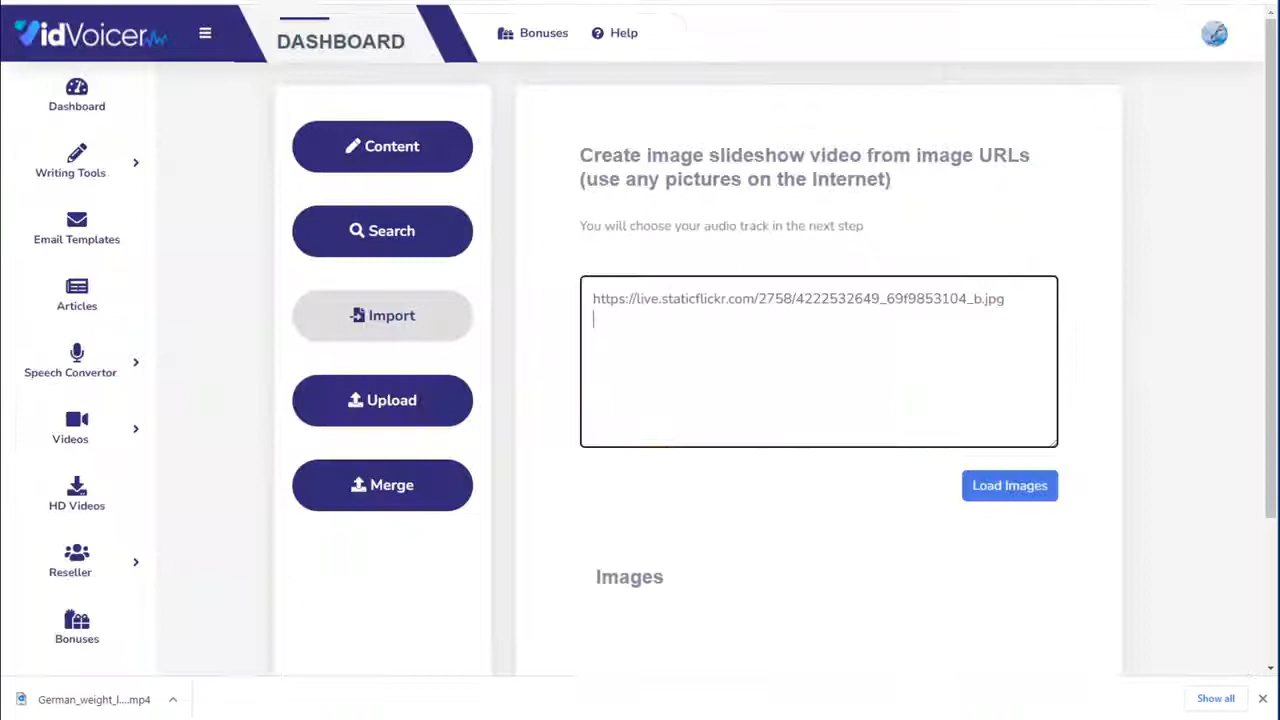 VidVoicer
DASHBOARD
Bonuses
Help
Dashboard
Writing Tools
Email Templates
Articles
Speech Convertor
Videos
HD Videos
Reseller
Bonuses
Content
Search
Import
Upload
Merge
Create image slideshow video from image URLs
(use any pictures on the Internet)
You will choose your audio track in the next step
https://live.staticflickr.com/2758/4222532649_69f9853104_b.jpg
Load Images
Images
German_weight_l....mp4
Show all